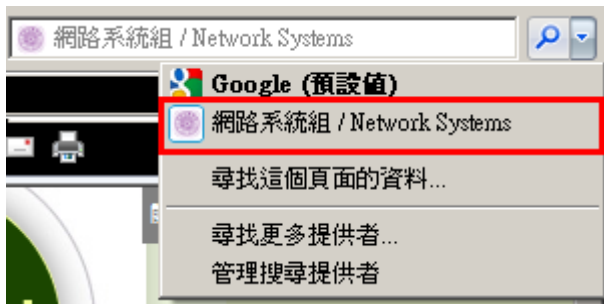 網路系統組 / Network Systems
Google (預設值)
網路系統組 / Network Systems
尋找這個頁面的資料...
尋找更多提供者...
管理搜尋提供者